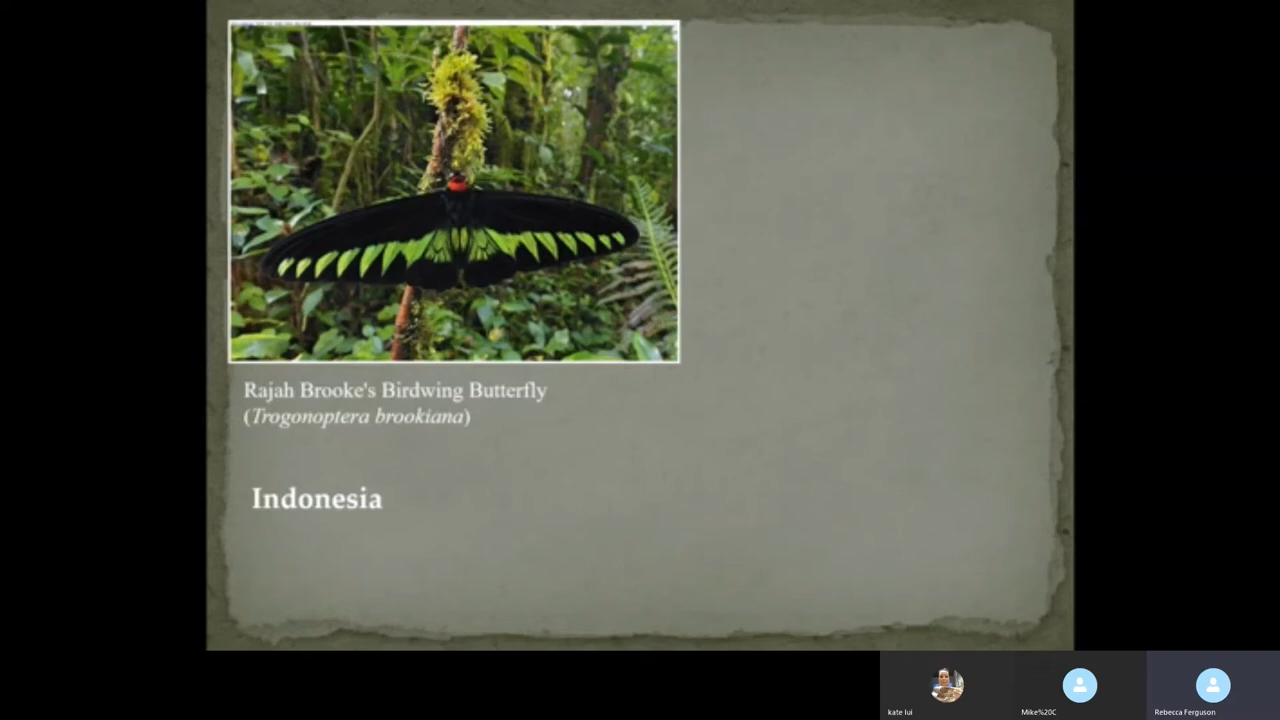 Rajah Brooke's Birdwing Butterfly
(Trogonoptera brookiana)
Indonesia
kate lui
Mike%20C
Rebecca Ferguson